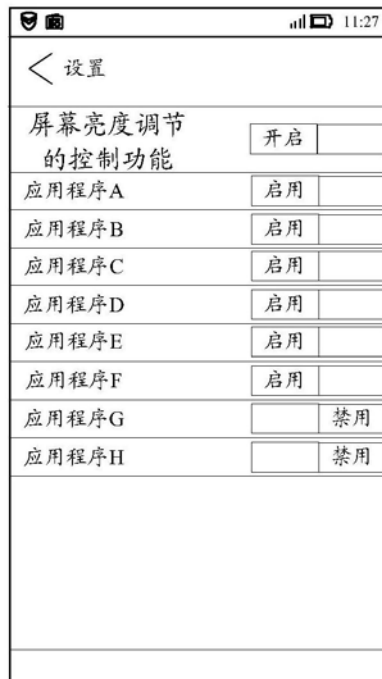 11:27
设置
屏幕亮度调节
的控制功能
开启
应用程序A 启用
应用程序B 启用
应用程序C 启用
应用程序D 启用
应用程序E 启用
应用程序F 启用
应用程序G 禁用
应用程序H 禁用